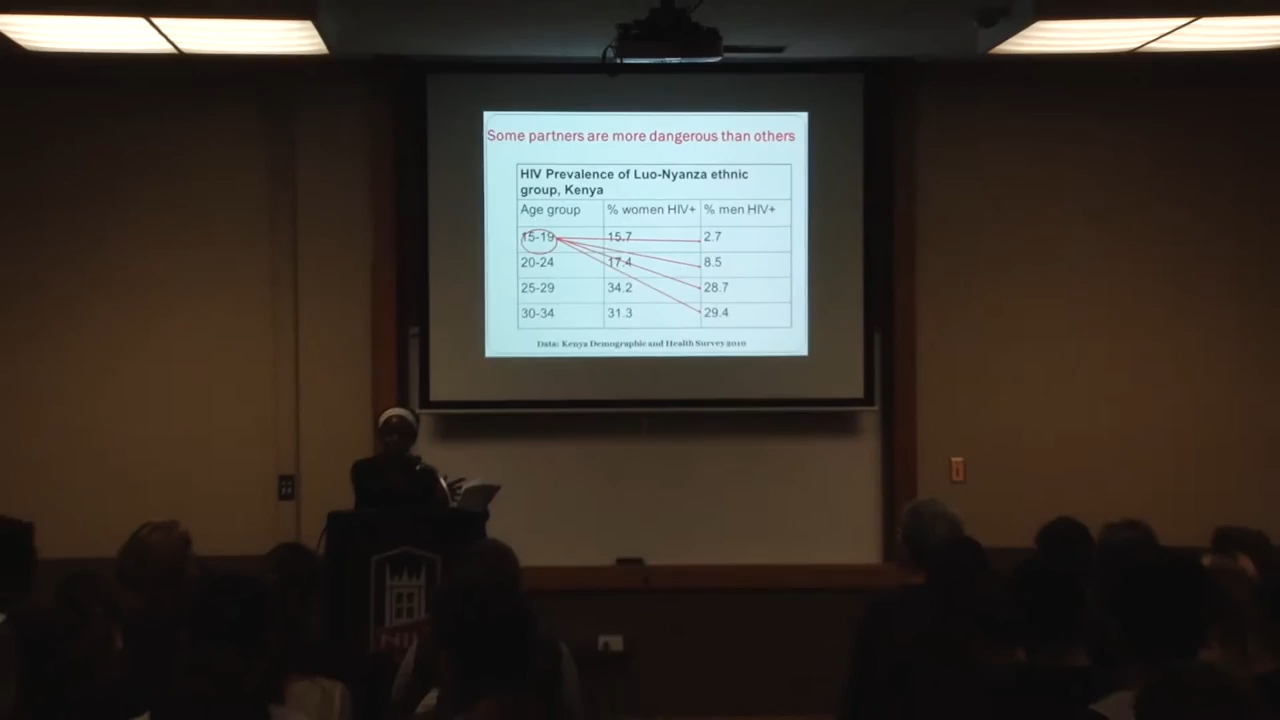 Some partners are more dangerous than others
HIV Prevalence of Luo-Nyanza ethnic
group, Kenya
Age group % women HIV+ % men HIV+
15-19 15.7 2.7
20-24 17.4 8.5
25-29 34.2 28.7
30-34 31.3 29.4
Data: Kenya Demographic and Health Survey 2010